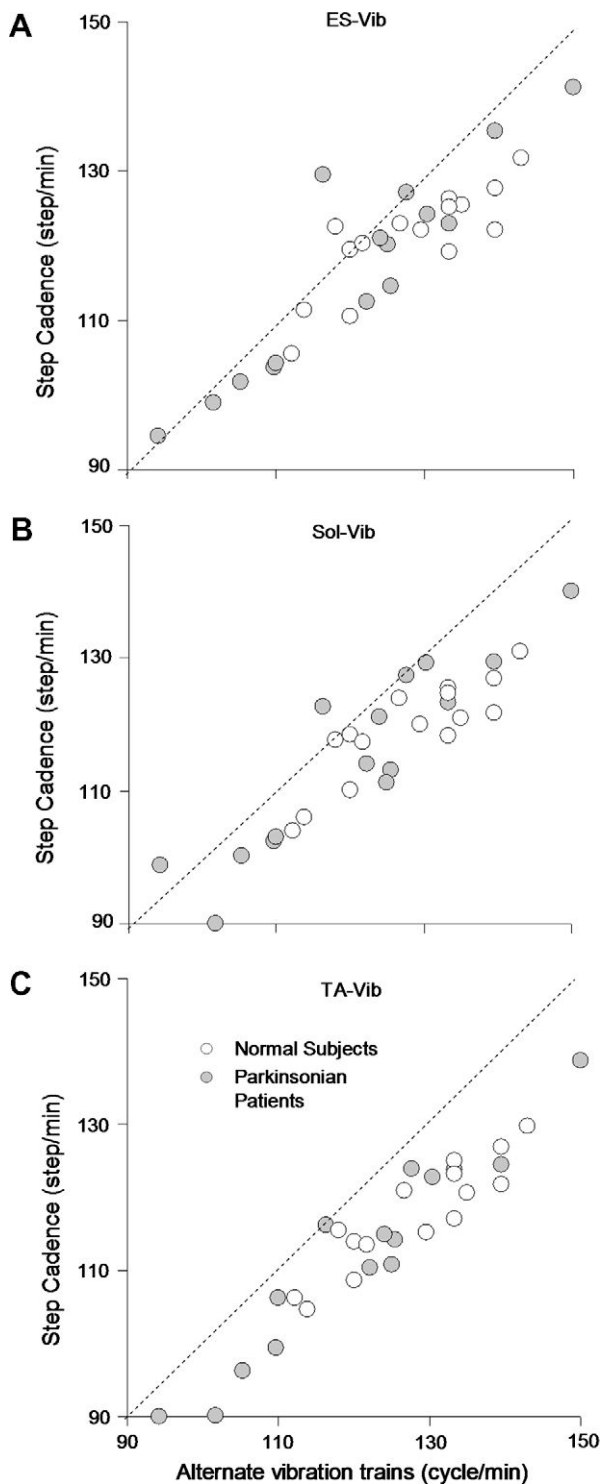 A
ES-Vib
150
130
110
90
Step Cadence (step/min)
B
Sol-Vib
150
130
110
90
Step Cadence (step/min)
C
TA-Vib
150
130
110
90
Step Cadence (step/min)
Normal Subjects
Parkinsonian
Patients
90 110 130 150
Alternate vibration trains (cycle/min)